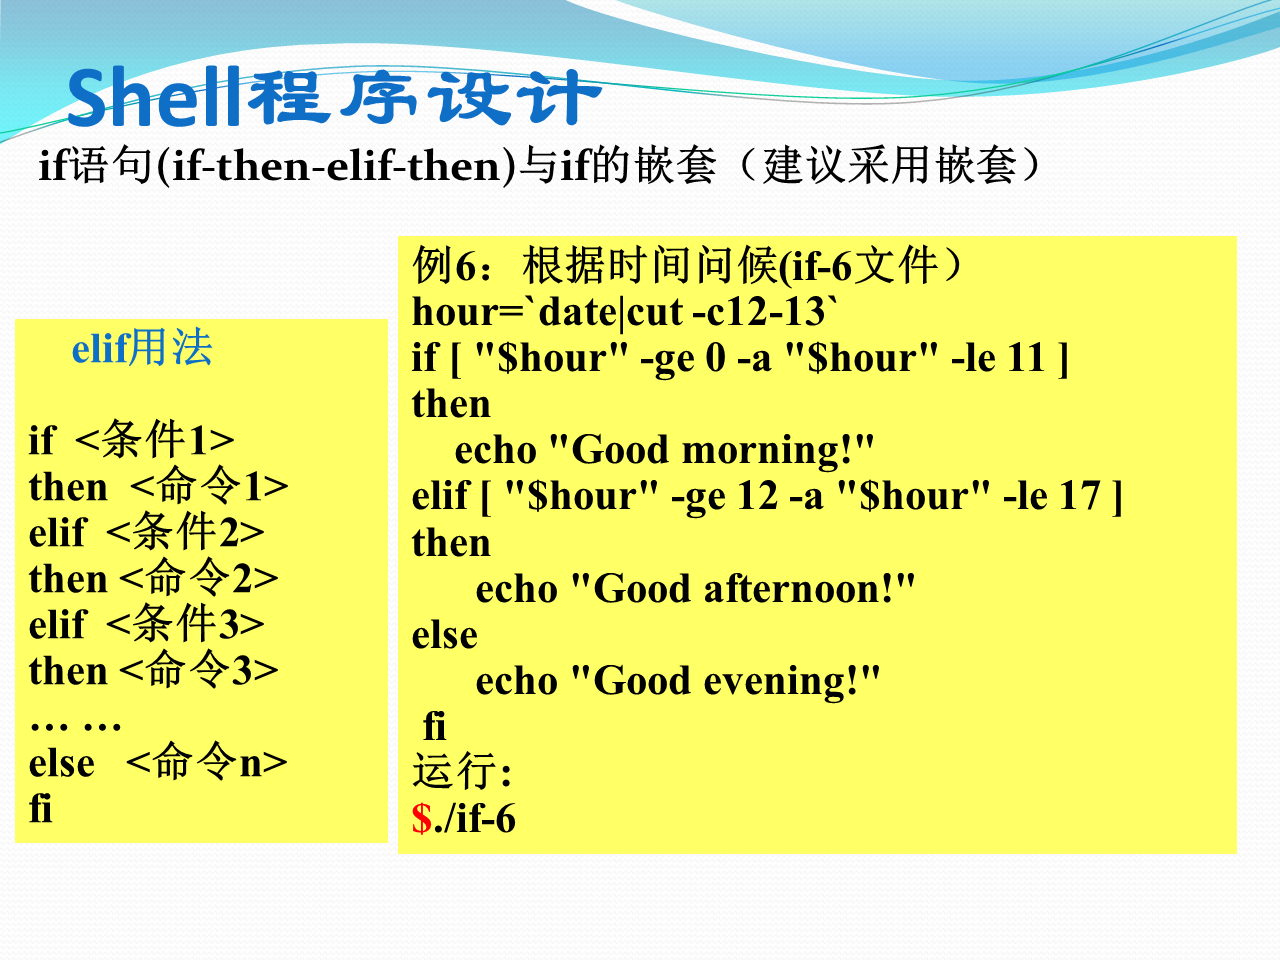 Shell程序设计
if语句(if-then-elif-then)与if的嵌套（建议采用嵌套）
elif用法
if <条件1>
then <命令1>
elif <条件2>
then <命令2>
elif <条件3>
then <命令3>
… …
else <命令n>
fi
例6：根据时间问候(if-6文件）
hour=`date|cut -c12-13`
if [ "$hour" -ge 0 -a "$hour" -le 11 ]
then
echo "Good morning!"
elif [ "$hour" -ge 12 -a "$hour" -le 17 ]
then
echo "Good afternoon!"
else
echo "Good evening!"
fi
运行：
$./if-6